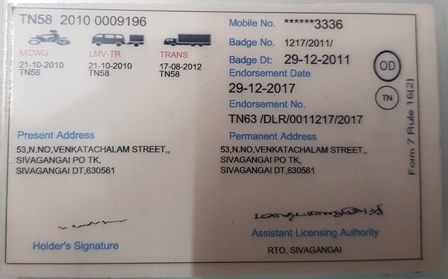 TN58 2010 0009196
Mobile No. ******3336
Badge No. 1217/2011/
Badge Dt: 29-12-2011
MCWG LMV-TR TRANS
21-10-2010 21-10-2010 17-08-2012
TN58 TN58 TN58
Endorsement Date
29-12-2017
Endorsement No.
TN63 /DLR/0011217/2017
OD
TN
Form 7 Rule 16(2)
Present Address
53,N.NO,VENKATACHALAM STREET,,
SIVAGANGAI PO TK,
SIVAGANGAI DT,630561
Permanent Address
53,N.NO,VENKATACHALAM STREET,,
SIVAGANGAI PO TK,
SIVAGANGAI DT,630561
Holder's Signature
Assistant Licensing Authority
RTO, SIVAGANGAI